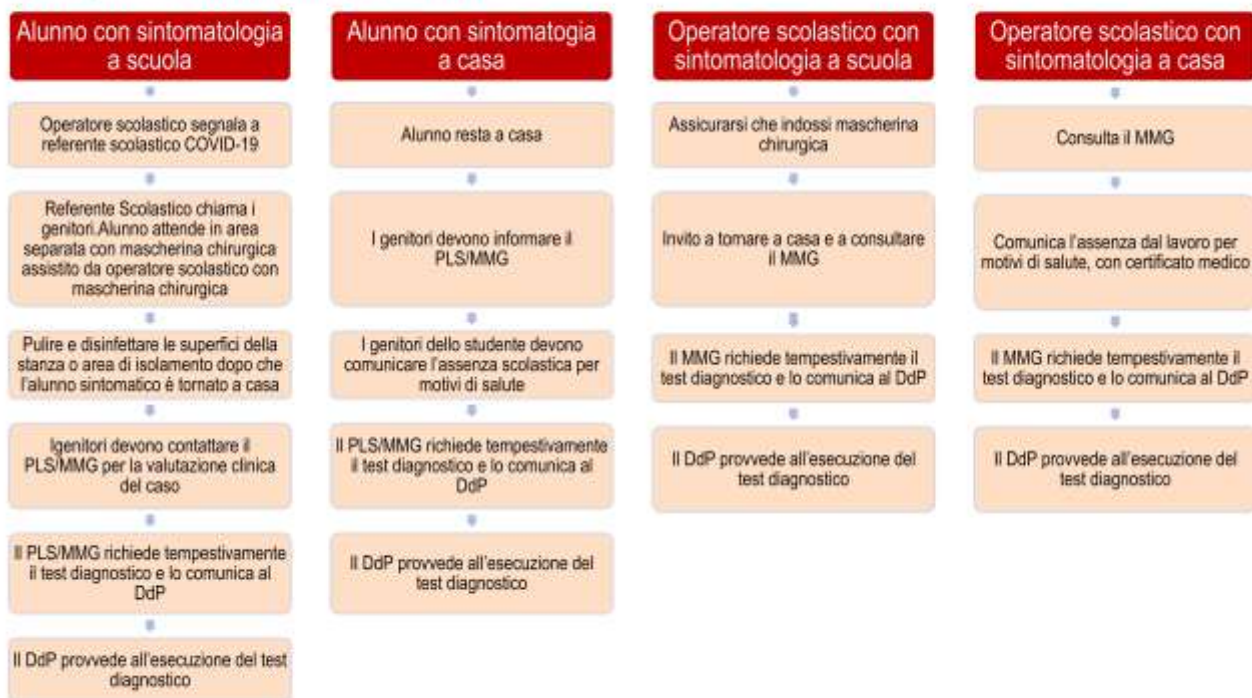 Alunno con sintomatologia
a scuola
Operatore scolastico segnala a
referente scolastico COVID-19
Referente Scolastico chiama i
genitori.Alunno attende in area
separata con mascherina chirurgica
assistito da operatore scolastico con
mascherina chirurgica
Pulire e disinfettare le superfici della
stanza o area di isolamento dopo che
l'alunno sintomatico è tornato a casa
Igenitori devono contattare il
PLS/MMG per la valutazione clinica
del caso
Il PLS/MMG richiede tempestivamente
il test diagnostico e lo comunica al
DdP
Il DdP provvede all'esecuzione del test
diagnostico
Alunno con sintomatogia
a casa
Alunno resta a casa
I genitori devono informare il
PLS/MMG
I genitori dello studente devono
comunicare l'assenza scolastica per
motivi di salute
Il PLS/MMG richiede tempestivamente
il test diagnostico e lo comunica al
DdP
Il DdP provvede all'esecuzione del
test diagnostico
Operatore scolastico con
sintomatologia a scuola
Assicurarsi che indossi mascherina
chirurgica
Invito a tornare a casa e a consultare
il MMG
Il MMG richiede tempestivamente il
test diagnostico e lo comunica al DdP
Il DdP provvede all'esecuzione del
test diagnostico
Operatore scolastico con
sintomatologia a casa
Consulta il MMG
Comunica l'assenza dal lavoro per
motivi di salute, con certificato medico
Il MMG richiede tempestivamente il
test diagnostico e lo comunica al DdP
Il DdP provvede all'esecuzione del
test diagnostico